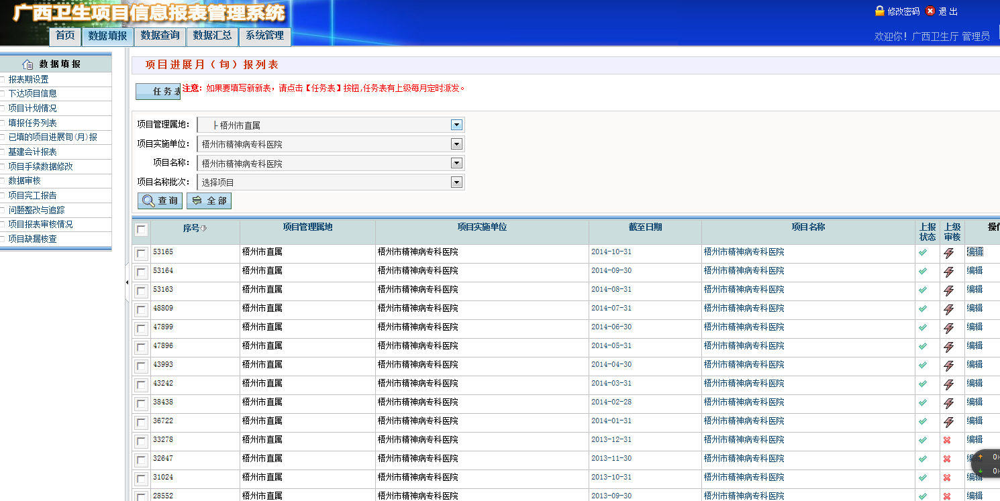 广西卫生项目信息报表管理系统
修改密码 退 出
首页 数据填报 数据查询 数据汇总 系统管理
欢迎你！广西卫生厅 管理员
数 据 填 报
报表期设置
下达项目信息
项目计划情况
填报任务列表
已填的项目进展旬(月)报
基建会计报表
项目手续数据修改
数据审核
项目完工报告
问题整改与追踪
项目报表审核情况
项目缺漏核查
项目进展月（旬）报列表
任 务 表 注意：如果要填写新新表，请点击【任务表】按钮,任务表有上级每月定时派发。
项目管理属地： ├ 梧州市直属
项目实施单位： 梧州市精神病专科医院
项目名称： 梧州市精神病专科医院
项目名称批次： 选择项目
查 询 全 部
序号 项目管理属地 项目实施单位 截至日期 项目名称 上报状态 上级审核 操作
53165 梧州市直属 梧州市精神病专科医院 2014-10-31 梧州市精神病专科医院 编辑
53164 梧州市直属 梧州市精神病专科医院 2014-09-30 梧州市精神病专科医院 编辑
53163 梧州市直属 梧州市精神病专科医院 2014-08-31 梧州市精神病专科医院 编辑
48809 梧州市直属 梧州市精神病专科医院 2014-07-31 梧州市精神病专科医院 编辑
47899 梧州市直属 梧州市精神病专科医院 2014-06-30 梧州市精神病专科医院 编辑
47896 梧州市直属 梧州市精神病专科医院 2014-05-31 梧州市精神病专科医院 编辑
43993 梧州市直属 梧州市精神病专科医院 2014-04-30 梧州市精神病专科医院 编辑
43242 梧州市直属 梧州市精神病专科医院 2014-03-31 梧州市精神病专科医院 编辑
38438 梧州市直属 梧州市精神病专科医院 2014-02-28 梧州市精神病专科医院 编辑
36722 梧州市直属 梧州市精神病专科医院 2014-01-31 梧州市精神病专科医院 编辑
33278 梧州市直属 梧州市精神病专科医院 2013-12-31 梧州市精神病专科医院 编辑
32647 梧州市直属 梧州市精神病专科医院 2013-11-30 梧州市精神病专科医院 编辑
31024 梧州市直属 梧州市精神病专科医院 2013-10-31 梧州市精神病专科医院 编辑
28552 梧州市直属 梧州市精神病专科医院 2013-09-30 梧州市精神病专科医院 编辑